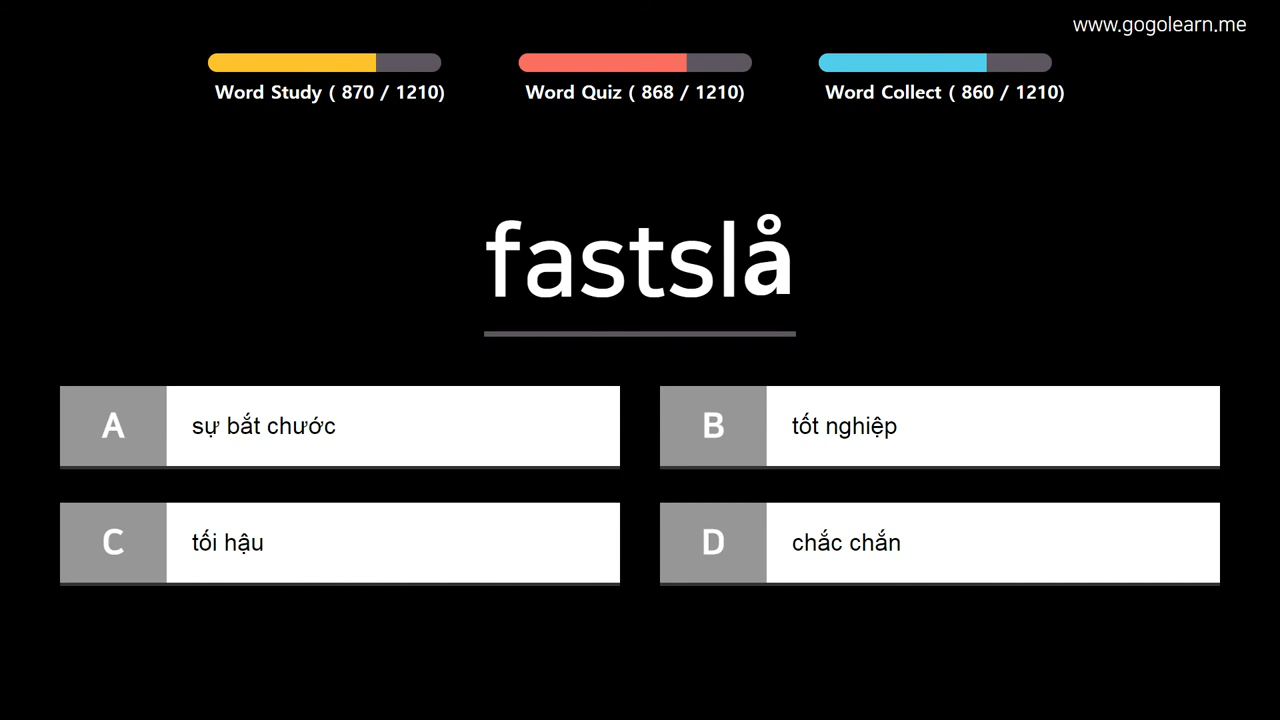 www.gogolearn.me
Word Study ( 870 / 1210)
Word Quiz ( 868 / 1210)
Word Collect ( 860 / 1210)
fastslå
A sự bắt chước
B tốt nghiệp
C tối hậu
D chắc chắn